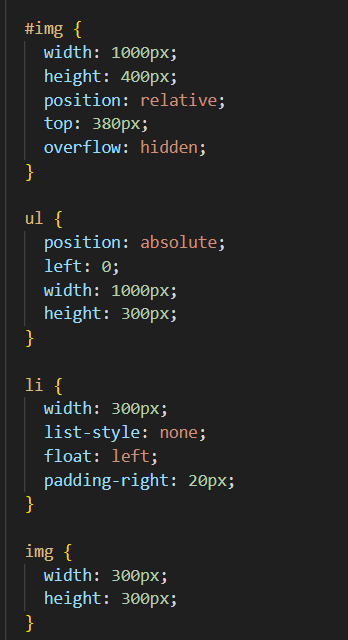 #img {
  width: 1000px;
  height: 400px;
  position: relative;
  top: 380px;
  overflow: hidden;
}

ul {
  position: absolute;
  left: 0;
  width: 1000px;
  height: 300px;
}

li {
  width: 300px;
  list-style: none;
  float: left;
  padding-right: 20px;
}

img {
  width: 300px;
  height: 300px;
}